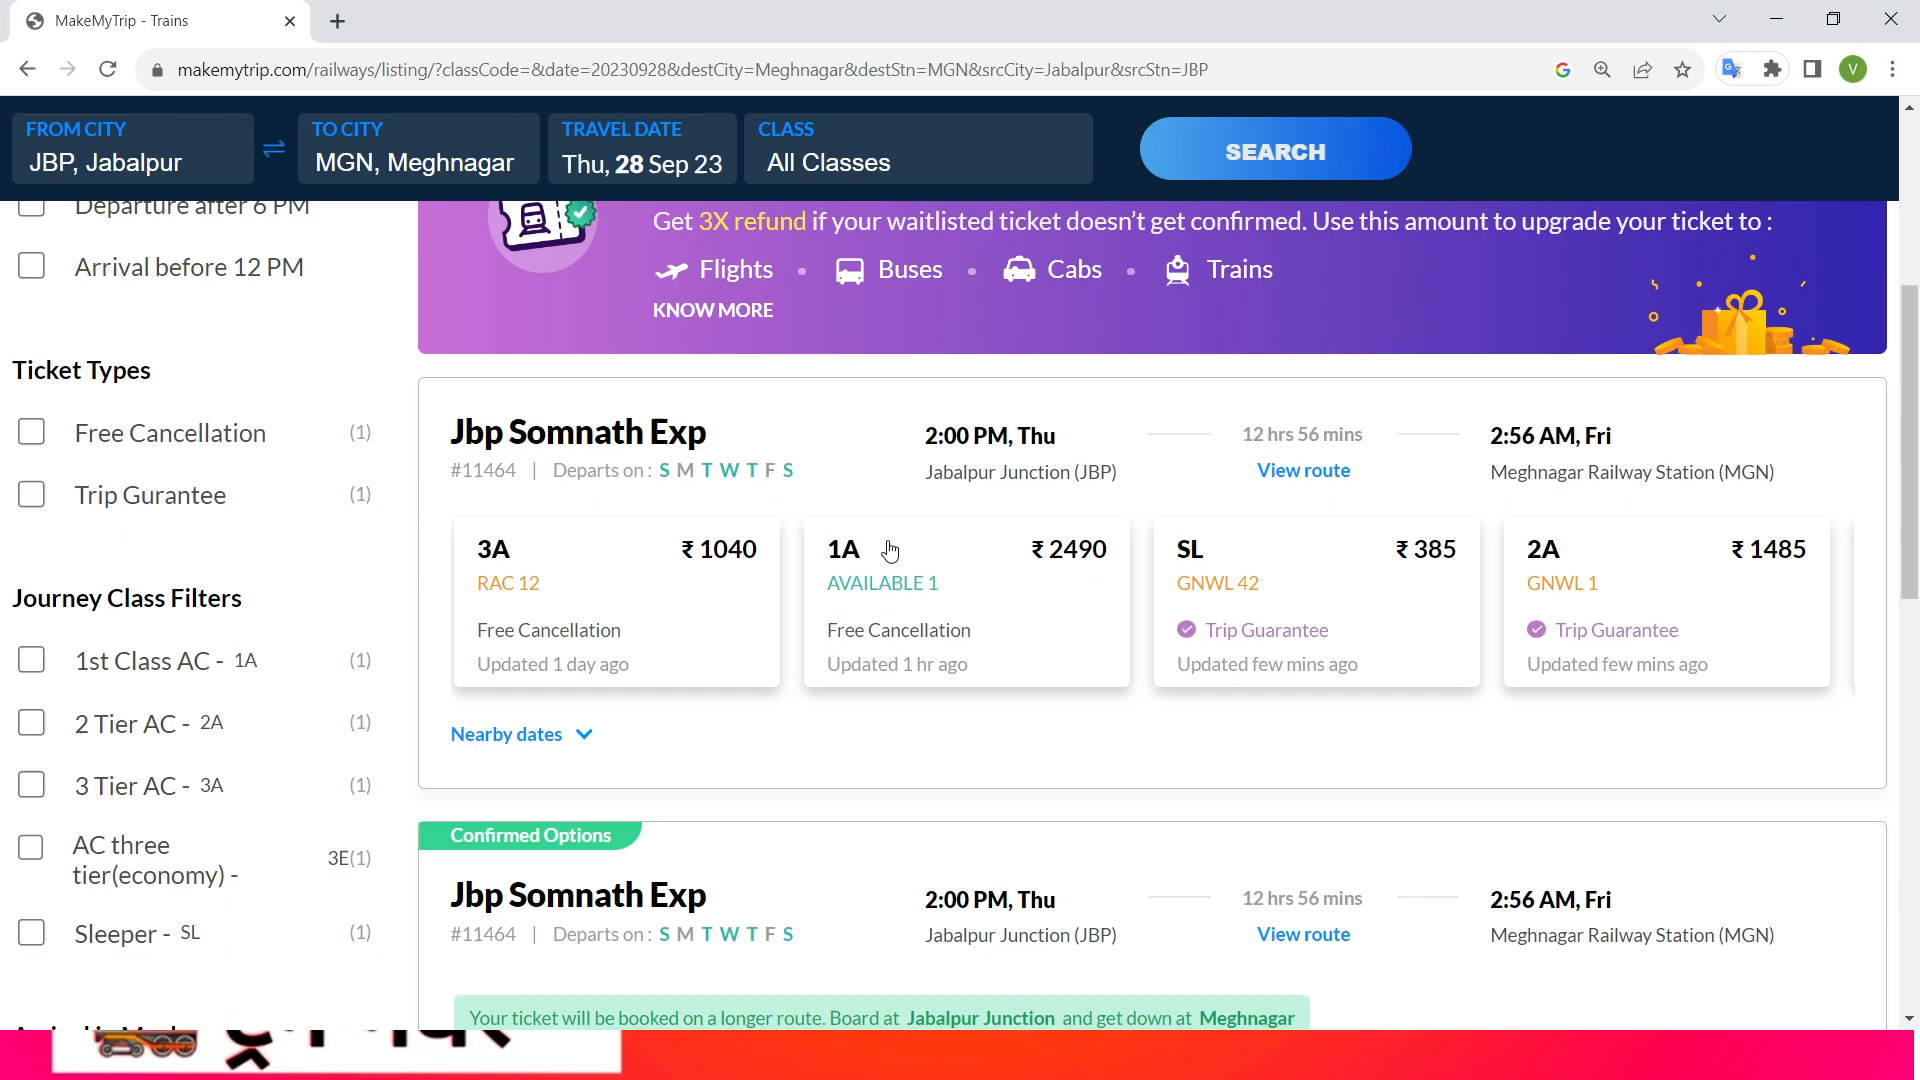 MakeMyTrip - Trains
makemytrip.com/railways/listing/?classCode=&date=20230928&destCity=Meghnagar&destStn=MGN&srcCity=Jabalpur&srcStn=JBP
V
FROM CITY
JBP, Jabalpur
TO CITY
MGN, Meghnagar
TRAVEL DATE
Thu, 28 Sep 23
CLASS
All Classes
SEARCH
Departure after 6 PM
Arrival before 12 PM
Ticket Types
Free Cancellation (1)
Trip Gurantee (1)
Journey Class Filters
1st Class AC - 1A (1)
2 Tier AC - 2A (1)
3 Tier AC - 3A (1)
AC three
tier(economy) - 3E(1)
Sleeper - SL (1)
Get 3X refund if your waitlisted ticket doesn't get confirmed. Use this amount to upgrade your ticket to :
Flights • Buses • Cabs • Trains
KNOW MORE
Jbp Somnath Exp
#11464 | Departs on : S M T W T F S
2:00 PM, Thu
Jabalpur Junction (JBP)
12 hrs 56 mins
View route
2:56 AM, Fri
Meghnagar Railway Station (MGN)
3A ₹ 1040
RAC 12
Free Cancellation
Updated 1 day ago
1A ₹ 2490
AVAILABLE 1
Free Cancellation
Updated 1 hr ago
SL ₹ 385
GNWL 42
Trip Guarantee
Updated few mins ago
2A ₹ 1485
GNWL 1
Trip Guarantee
Updated few mins ago
Nearby dates
Confirmed Options
Jbp Somnath Exp
#11464 | Departs on : S M T W T F S
2:00 PM, Thu
Jabalpur Junction (JBP)
12 hrs 56 mins
View route
2:56 AM, Fri
Meghnagar Railway Station (MGN)
Your ticket will be booked on a longer route. Board at Jabalpur Junction and get down at Meghnagar